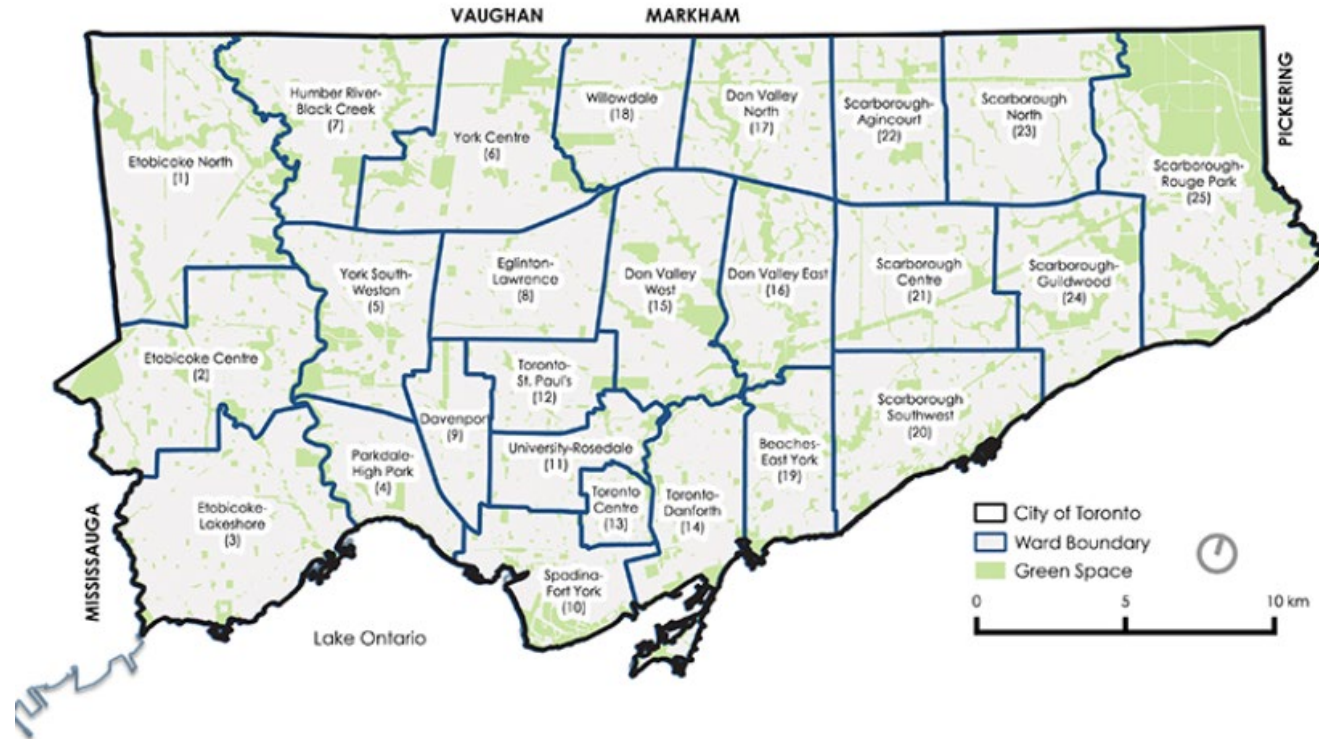 VAUGHAN
MARKHAM
PICKERING
Humber River-
Black Creek
(7)
York Centre
(6)
Willowdale
(18)
Don Valley
North
(17)
Scarborough-
Agincourt
(22)
Scarborough
North
(23)
Etobicoke North
(1)
Scarborough-
Rouge Park
(25)
York South-
Weston
(5)
Eglinton-
Lawrence
(8)
Don Valley
West
(15)
Don Valley East
(16)
Scarborough
Centre
(21)
Scarborough-
Guildwood
(24)
Etobicoke Centre
(2)
Toronto-
St. Paul's
(12)
Davenport
(9)
Scarborough
Southwest
(20)
University-Rosedale
(11)
Beaches-
East York
(19)
Parkdale-
High Park
(4)
Toronto
Centre
(13)
Toronto-
Danforth
(14)
Etobicoke-
Lakeshore
(3)
Spadina-
Fort York
(10)
MISSISSAUGA
Lake Ontario
City of Toronto
Ward Boundary
Green Space
0 5 10 km